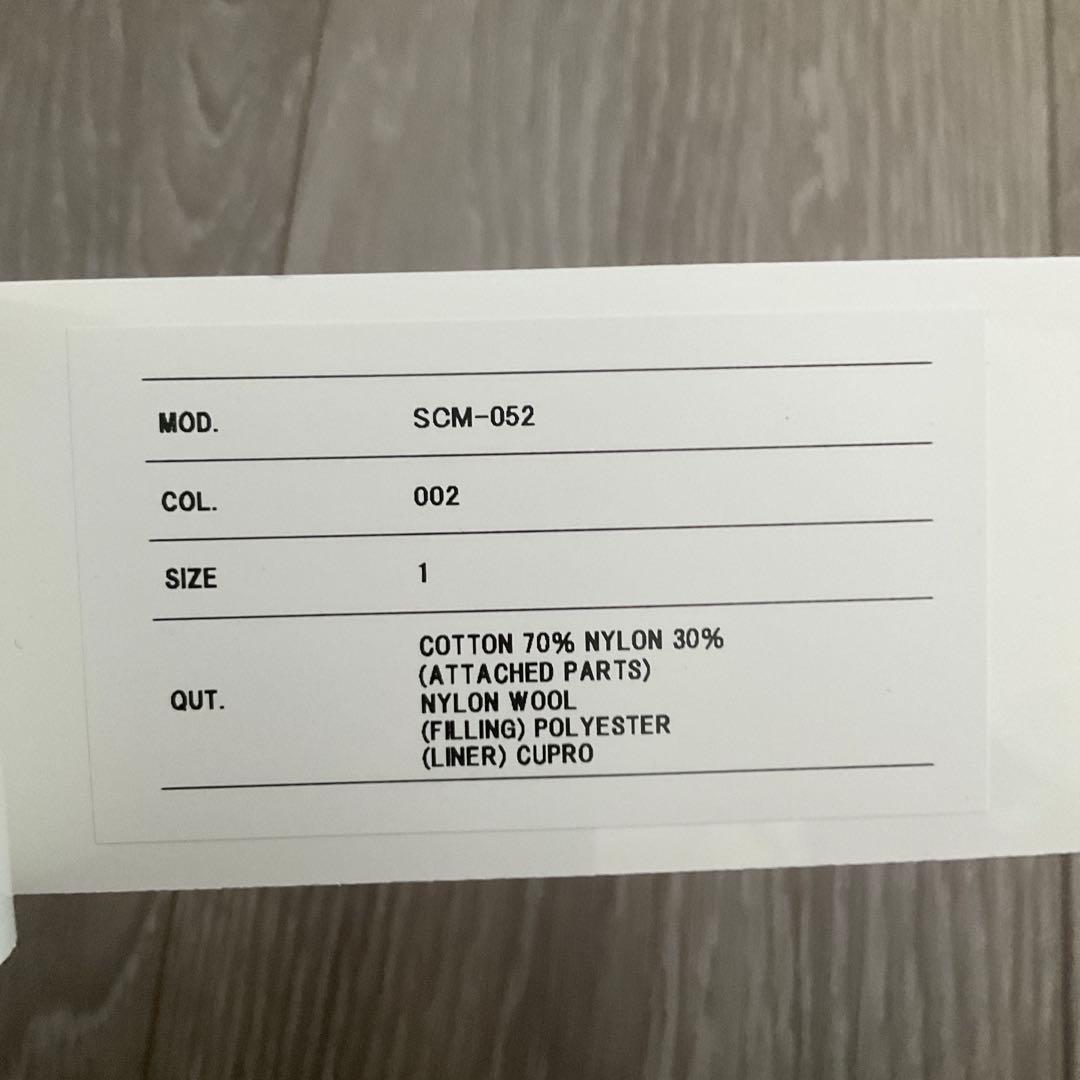 MOD. SCM-052
COL. 002
SIZE 1
QUT. COTTON 70% NYLON 30%
(ATTACHED PARTS)
NYLON WOOL
(FILLING) POLYESTER
(LINER) CUPRO